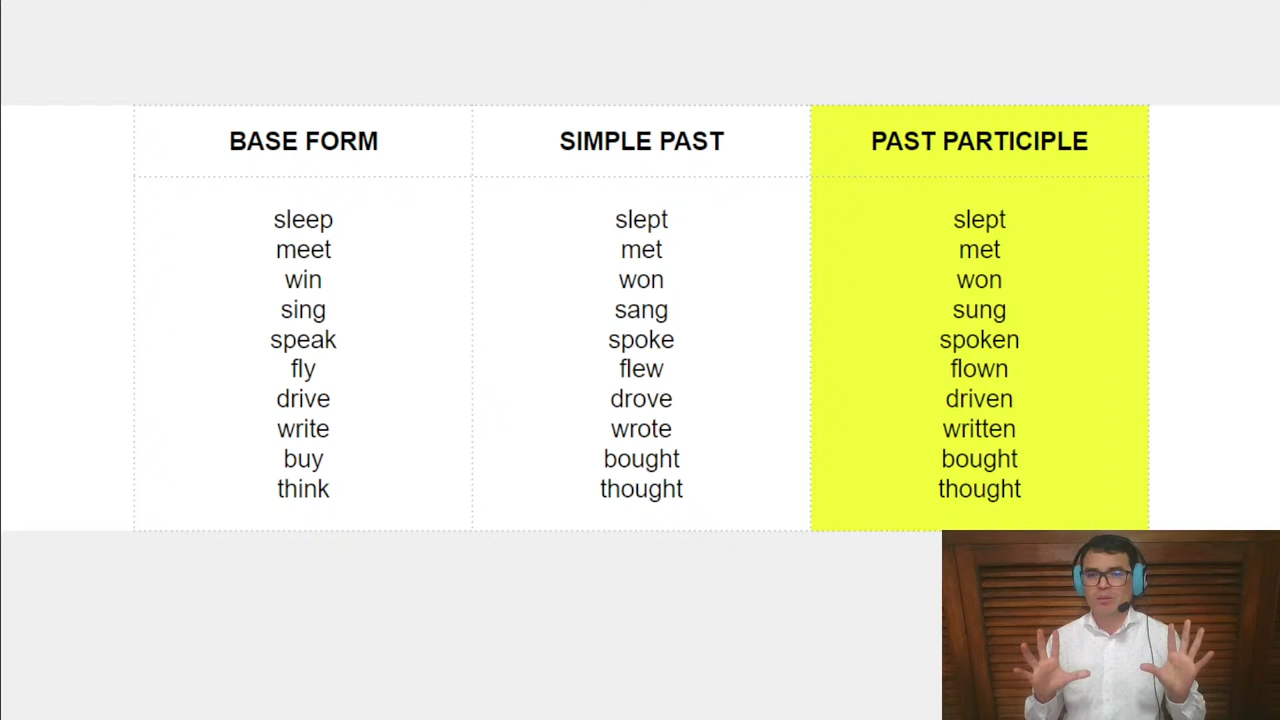 BASE FORM SIMPLE PAST PAST PARTICIPLE
sleep slept slept
meet met met
win won won
sing sang sung
speak spoke spoken
fly flew flown
drive drove driven
write wrote written
buy bought bought
think thought thought